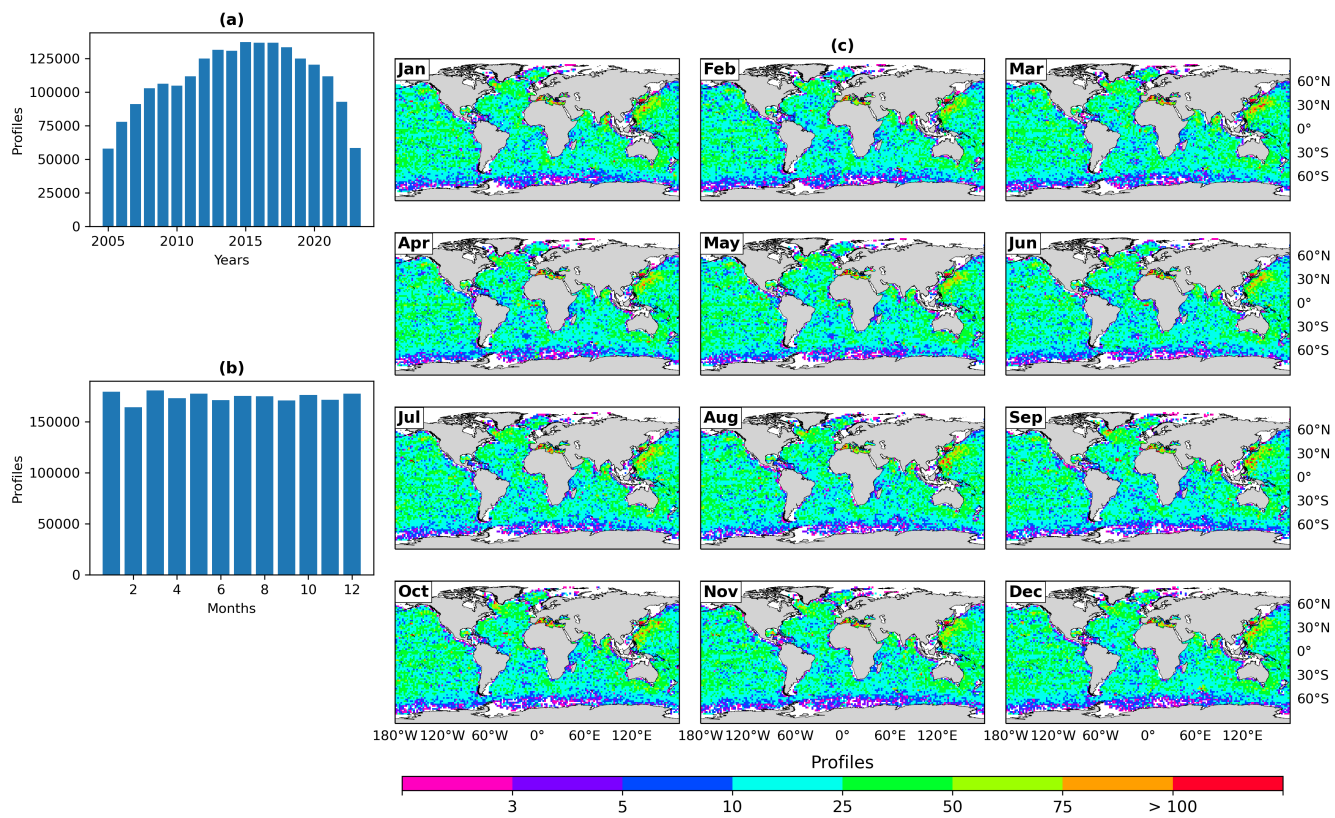 (a)
125000
100000
75000
50000
25000
0
Profiles
2005 2010 2015 2020
Years
(b)
150000
100000
50000
0
Profiles
2 4 6 8 10 12
Months
(c)
Jan Feb Mar
60°N
30°N
0°
30°S
60°S
Apr May Jun
60°N
30°N
0°
30°S
60°S
Jul Aug Sep
60°N
30°N
0°
30°S
60°S
Oct Nov Dec
60°N
30°N
0°
30°S
60°S
180°W 120°W 60°W 0° 60°E 120°E 180°W 120°W 60°W 0° 60°E 120°E 180°W 120°W 60°W 0° 60°E 120°E
Profiles
3 5 10 25 50 75 > 100